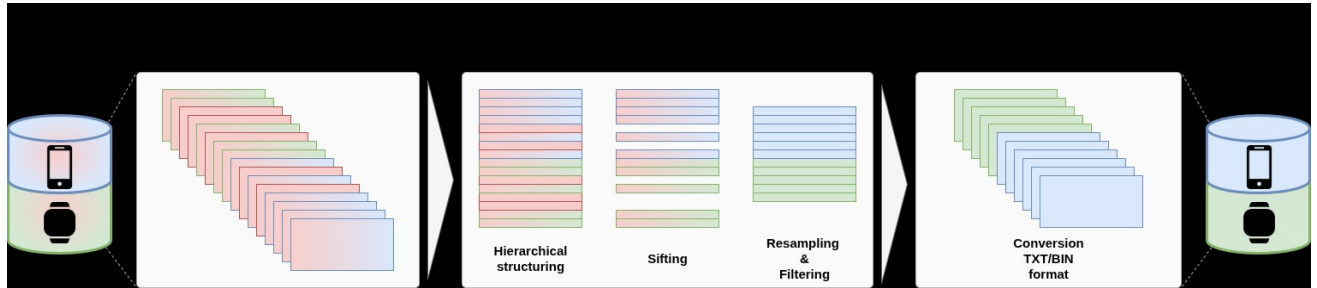 Hierarchical
structuring
Sifting
Resampling
&
Filtering
Conversion
TXT/BIN
format